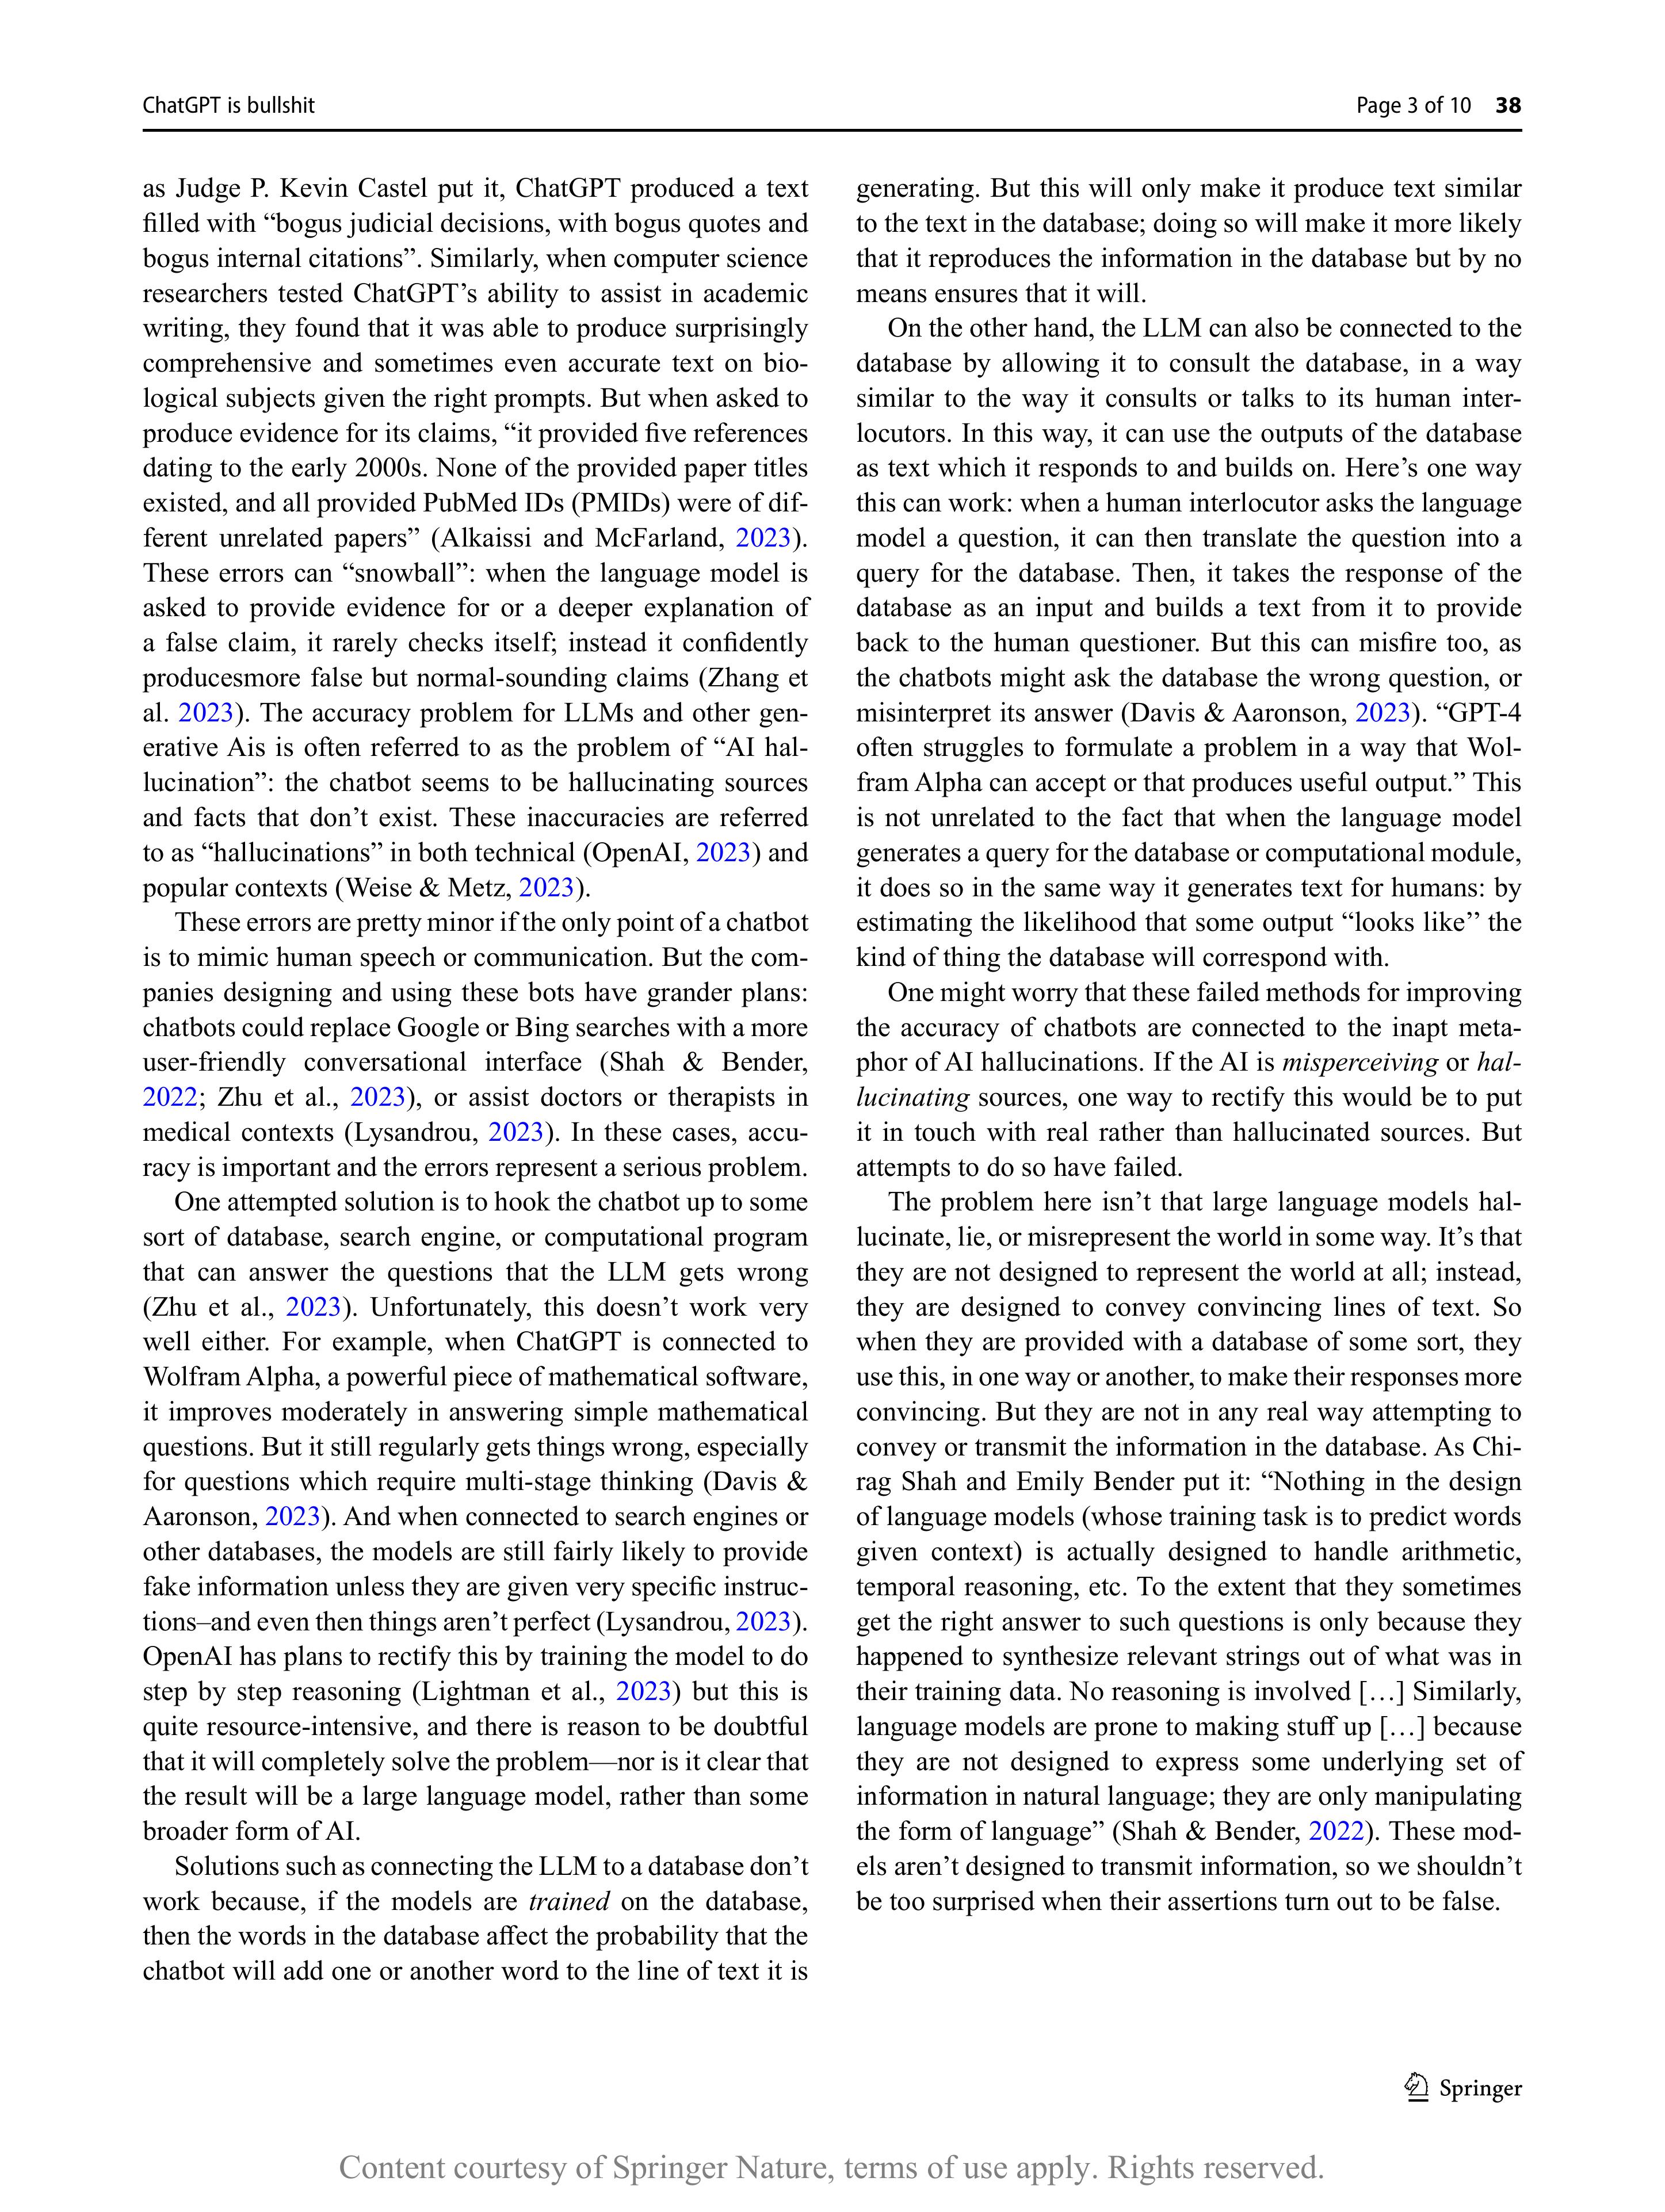 ChatGPT is bullshit
Page 3 of 10 38
as Judge P. Kevin Castel put it, ChatGPT produced a text
filled with “bogus judicial decisions, with bogus quotes and
bogus internal citations”. Similarly, when computer science
researchers tested ChatGPT’s ability to assist in academic
writing, they found that it was able to produce surprisingly
comprehensive and sometimes even accurate text on bio-
logical subjects given the right prompts. But when asked to
produce evidence for its claims, “it provided five references
dating to the early 2000s. None of the provided paper titles
existed, and all provided PubMed IDs (PMIDs) were of dif-
ferent unrelated papers” (Alkaissi and McFarland, 2023).
These errors can “snowball”: when the language model is
asked to provide evidence for or a deeper explanation of
a false claim, it rarely checks itself; instead it confidently
producesmore false but normal-sounding claims (Zhang et
al. 2023). The accuracy problem for LLMs and other gen-
erative Ais is often referred to as the problem of “AI hal-
lucination”: the chatbot seems to be hallucinating sources
and facts that don’t exist. These inaccuracies are referred
to as “hallucinations” in both technical (OpenAI, 2023) and
popular contexts (Weise & Metz, 2023).
These errors are pretty minor if the only point of a chatbot
is to mimic human speech or communication. But the com-
panies designing and using these bots have grander plans:
chatbots could replace Google or Bing searches with a more
user-friendly conversational interface (Shah & Bender,
2022; Zhu et al., 2023), or assist doctors or therapists in
medical contexts (Lysandrou, 2023). In these cases, accu-
racy is important and the errors represent a serious problem.
One attempted solution is to hook the chatbot up to some
sort of database, search engine, or computational program
that can answer the questions that the LLM gets wrong
(Zhu et al., 2023). Unfortunately, this doesn’t work very
well either. For example, when ChatGPT is connected to
Wolfram Alpha, a powerful piece of mathematical software,
it improves moderately in answering simple mathematical
questions. But it still regularly gets things wrong, especially
for questions which require multi-stage thinking (Davis &
Aaronson, 2023). And when connected to search engines or
other databases, the models are still fairly likely to provide
fake information unless they are given very specific instruc-
tions–and even then things aren’t perfect (Lysandrou, 2023).
OpenAI has plans to rectify this by training the model to do
step by step reasoning (Lightman et al., 2023) but this is
quite resource-intensive, and there is reason to be doubtful
that it will completely solve the problem—nor is it clear that
the result will be a large language model, rather than some
broader form of AI.
Solutions such as connecting the LLM to a database don’t
work because, if the models are trained on the database,
then the words in the database affect the probability that the
chatbot will add one or another word to the line of text it is
generating. But this will only make it produce text similar
to the text in the database; doing so will make it more likely
that it reproduces the information in the database but by no
means ensures that it will.
On the other hand, the LLM can also be connected to the
database by allowing it to consult the database, in a way
similar to the way it consults or talks to its human inter-
locutors. In this way, it can use the outputs of the database
as text which it responds to and builds on. Here’s one way
this can work: when a human interlocutor asks the language
model a question, it can then translate the question into a
query for the database. Then, it takes the response of the
database as an input and builds a text from it to provide
back to the human questioner. But this can misfire too, as
the chatbots might ask the database the wrong question, or
misinterpret its answer (Davis & Aaronson, 2023). “GPT-4
often struggles to formulate a problem in a way that Wol-
fram Alpha can accept or that produces useful output.” This
is not unrelated to the fact that when the language model
generates a query for the database or computational module,
it does so in the same way it generates text for humans: by
estimating the likelihood that some output “looks like’’ the
kind of thing the database will correspond with.
One might worry that these failed methods for improving
the accuracy of chatbots are connected to the inapt meta-
phor of AI hallucinations. If the AI is misperceiving or hal-
lucinating sources, one way to rectify this would be to put
it in touch with real rather than hallucinated sources. But
attempts to do so have failed.
The problem here isn’t that large language models hal-
lucinate, lie, or misrepresent the world in some way. It’s that
they are not designed to represent the world at all; instead,
they are designed to convey convincing lines of text. So
when they are provided with a database of some sort, they
use this, in one way or another, to make their responses more
convincing. But they are not in any real way attempting to
convey or transmit the information in the database. As Chi-
rag Shah and Emily Bender put it: “Nothing in the design
of language models (whose training task is to predict words
given context) is actually designed to handle arithmetic,
temporal reasoning, etc. To the extent that they sometimes
get the right answer to such questions is only because they
happened to synthesize relevant strings out of what was in
their training data. No reasoning is involved […] Similarly,
language models are prone to making stuff up […] because
they are not designed to express some underlying set of
information in natural language; they are only manipulating
the form of language” (Shah & Bender, 2022). These mod-
els aren’t designed to transmit information, so we shouldn’t
be too surprised when their assertions turn out to be false.
Springer
Content courtesy of Springer Nature, terms of use apply. Rights reserved.